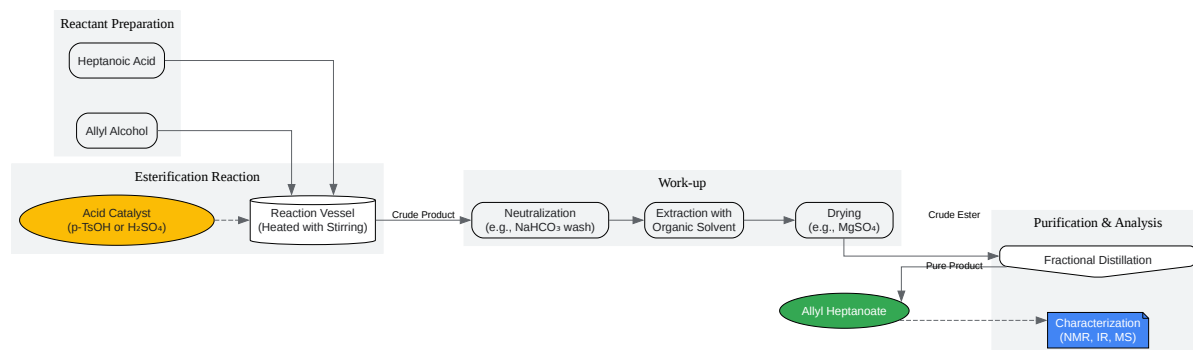 Reactant Preparation
Heptanoic Acid
Allyl Alcohol
Esterification Reaction
Acid Catalyst
(p-TsOH or H₂SO₄)
Reaction Vessel
(Heated with Stirring)
Crude Product
Work-up
Neutralization
(e.g., NaHCO₃ wash)
Extraction with
Organic Solvent
Drying
(e.g., MgSO₄)
Crude Ester
Purification & Analysis
Fractional Distillation
Pure Product
Allyl Heptanoate
Characterization
(NMR, IR, MS)